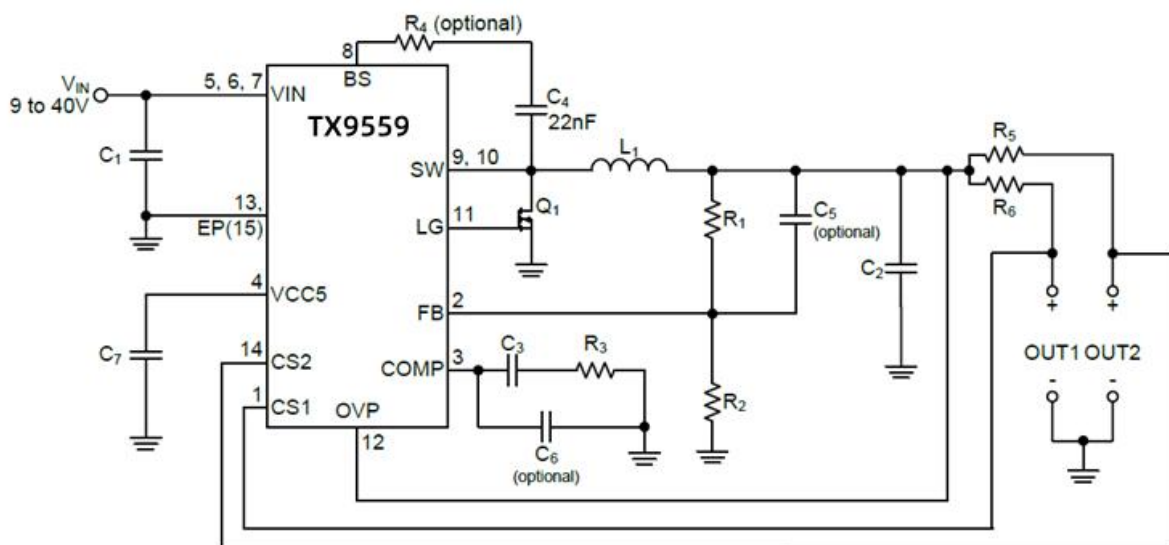 R4 (optional)
8
BS
VIN
9 to 40V
5, 6, 7
VIN
TX9559
C4
22nF
C1
SW
9, 10
L1
R5
R6
13,
EP(15)
LG
11
Q1
R1
C5
(optional)
C2
4
VCC5
FB
2
C7
14
CS2
COMP
3
C3
R3
R2
1
CS1
OVP
12
C6
(optional)
+
+
OUT1 OUT2
-
-